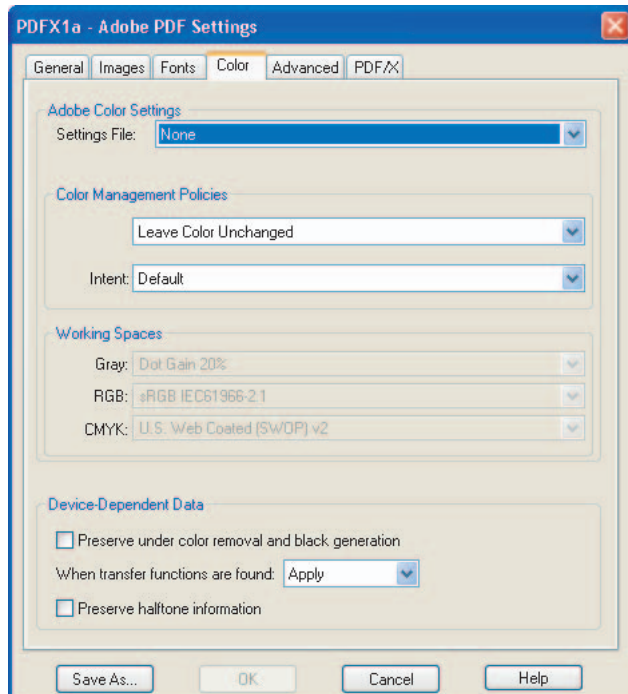 PDFX1a - Adobe PDF Settings
General Images Fonts Color Advanced PDF/X
Adobe Color Settings
Settings File: None
Color Management Policies
Leave Color Unchanged
Intent: Default
Working Spaces
Gray: Dot Gain 20%
RGB: sRGB IEC61966-2.1
CMYK: U.S. Web Coated (SWOP) v2
Device-Dependent Data
Preserve under color removal and black generation
When transfer functions are found: Apply
Preserve halftone information
Save As... OK Cancel Help